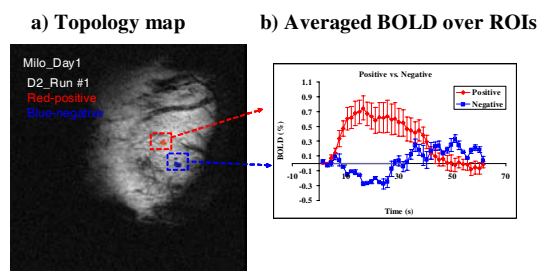 a) Topology map
b) Averaged BOLD over ROIs
Milo_Day1
D2_Run #1
Red-positive
Blue-negative
Positive vs. Negative
Positive
Negative
BOLD (%)
1.1
0.9
0.7
0.5
0.3
0.1
-0.1
-0.3
-0.5
-10 10 30 50 70
Time (s)